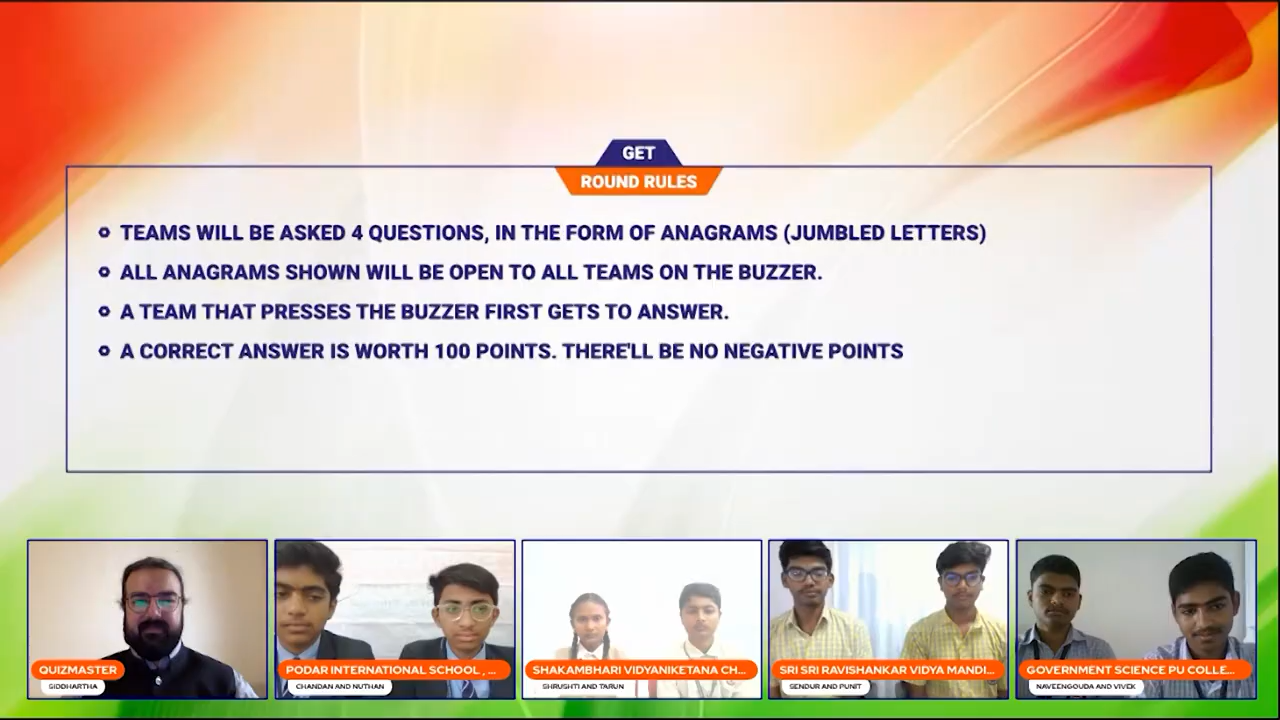 GET
ROUND RULES
TEAMS WILL BE ASKED 4 QUESTIONS, IN THE FORM OF ANAGRAMS (JUMBLED LETTERS)
ALL ANAGRAMS SHOWN WILL BE OPEN TO ALL TEAMS ON THE BUZZER.
A TEAM THAT PRESSES THE BUZZER FIRST GETS TO ANSWER.
A CORRECT ANSWER IS WORTH 100 POINTS. THERE'LL BE NO NEGATIVE POINTS
QUIZMASTER
SIDDHARTHA
PODAR INTERNATIONAL SCHOOL , ...
CHANDAN AND NUTHAN
SHAKAMBHARI VIDYANIKETANA CH...
SHRUSHTI AND TARUN
SRI SRI RAVISHANKAR VIDYA MANDI...
SENDUR AND PUNIT
GOVERNMENT SCIENCE PU COLLE...
NAVEENGOUDA AND VIVEK